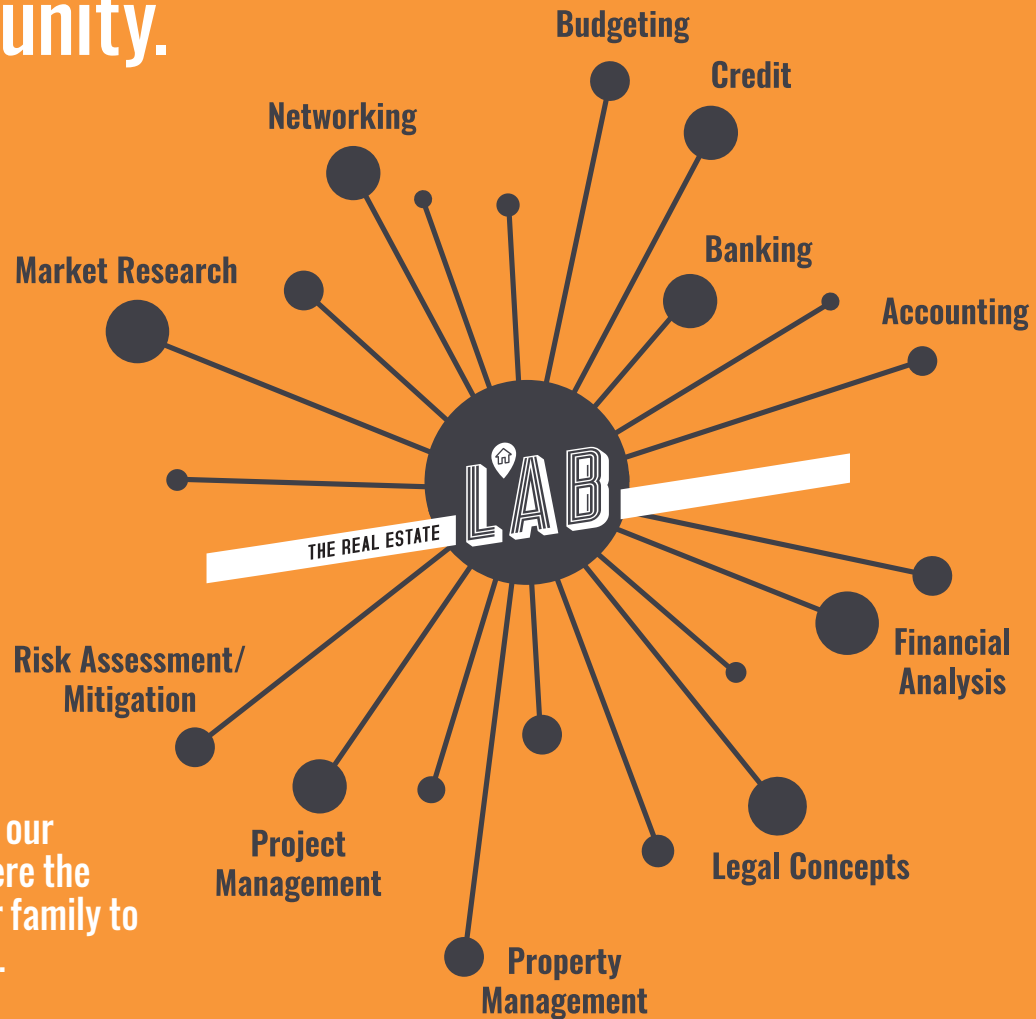 unity.
Budgeting
Credit
Networking
Banking
Market Research
Accounting
LAB
THE REAL ESTATE
Financial
Analysis
Risk Assessment/
Mitigation
our
ere the
r family to
.
Project
Management
Legal Concepts
Property
Management